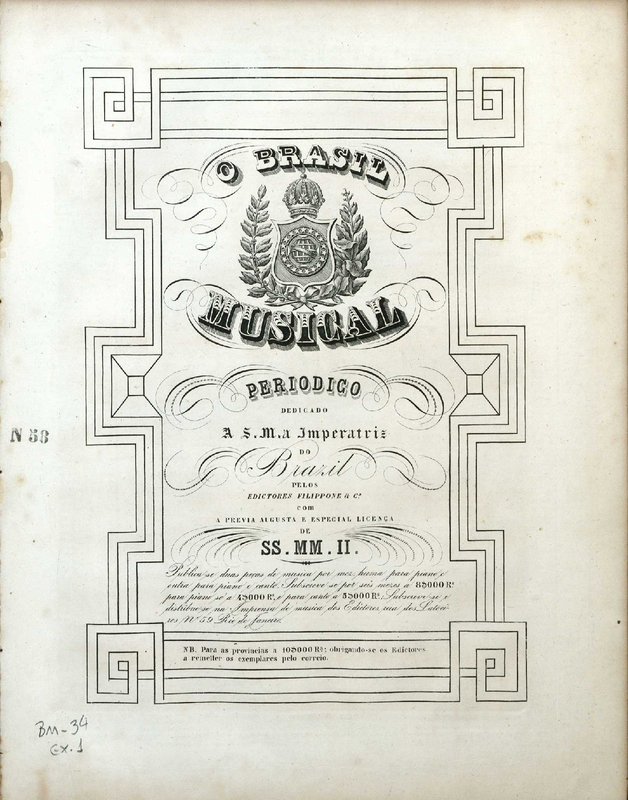 O BRASIL
MUSICAL
PERIODICO
DEDICADO
A S.M.a Imperatriz
DO
Brazil
PELOS
EDICTORES FILIPPONE & Cª
com
A PREVIA AUGUSTA E ESPECIAL LICENÇA
DE
SS. MM. II.
N 53
Publica-se duas peças de musica por mez, huma para piano e
outra para piano e canto. Subscreve-se por seis mezes a 8$000 Rˢ
para piano só a 4$000 Rˢ, e para canto a 5$000 Rˢ. Subscreve-se e
distribue-se na Imprensa de musica dos Editores, rua dos Latoei-
ros Nº 59. Rio de Janeiro.
NB. Para as provincias a 10$000 Rˢ; obrigando-se os Edictores
a remetter os exemplares pelo correio.
BM-34
ex. 1